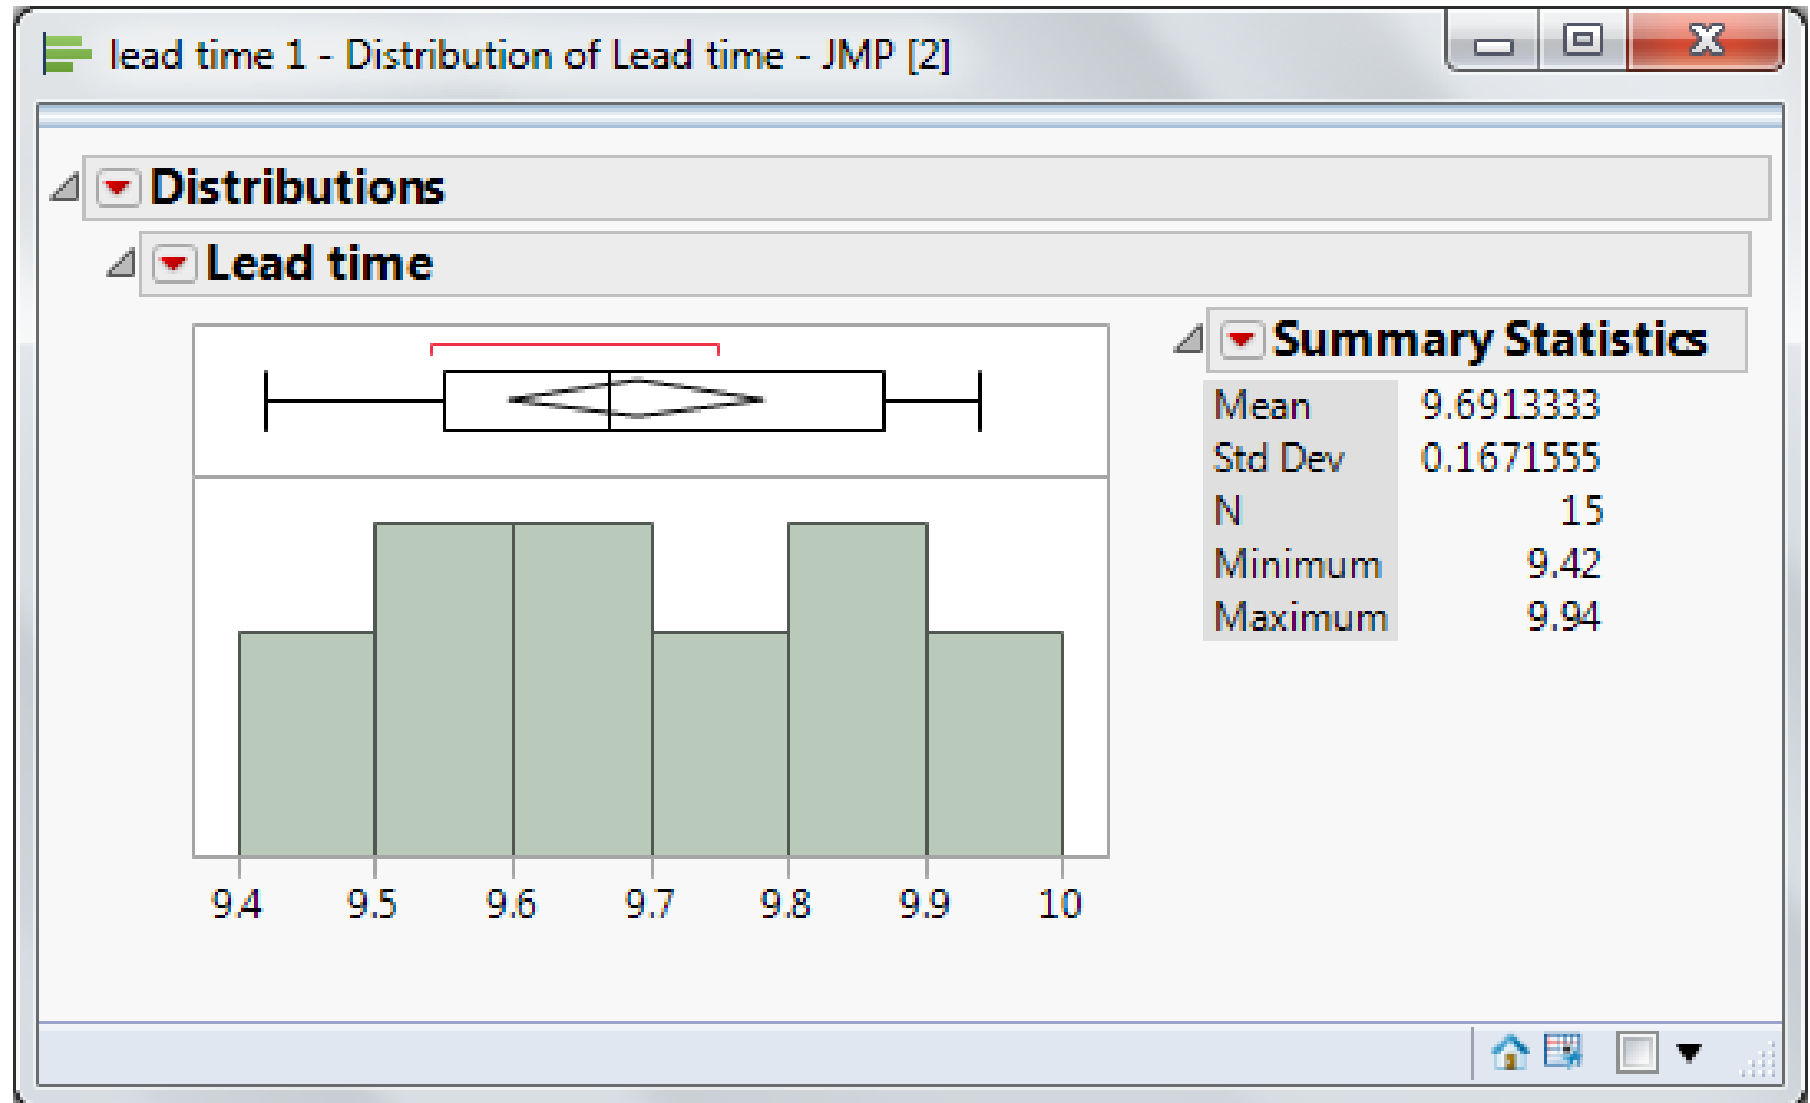 lead time 1 - Distribution of Lead time - JMP [2]
Distributions
Lead time
Summary Statistics
Mean 9.6913333
Std Dev 0.1671555
N 15
Minimum 9.42
Maximum 9.94
9.4 9.5 9.6 9.7 9.8 9.9 10